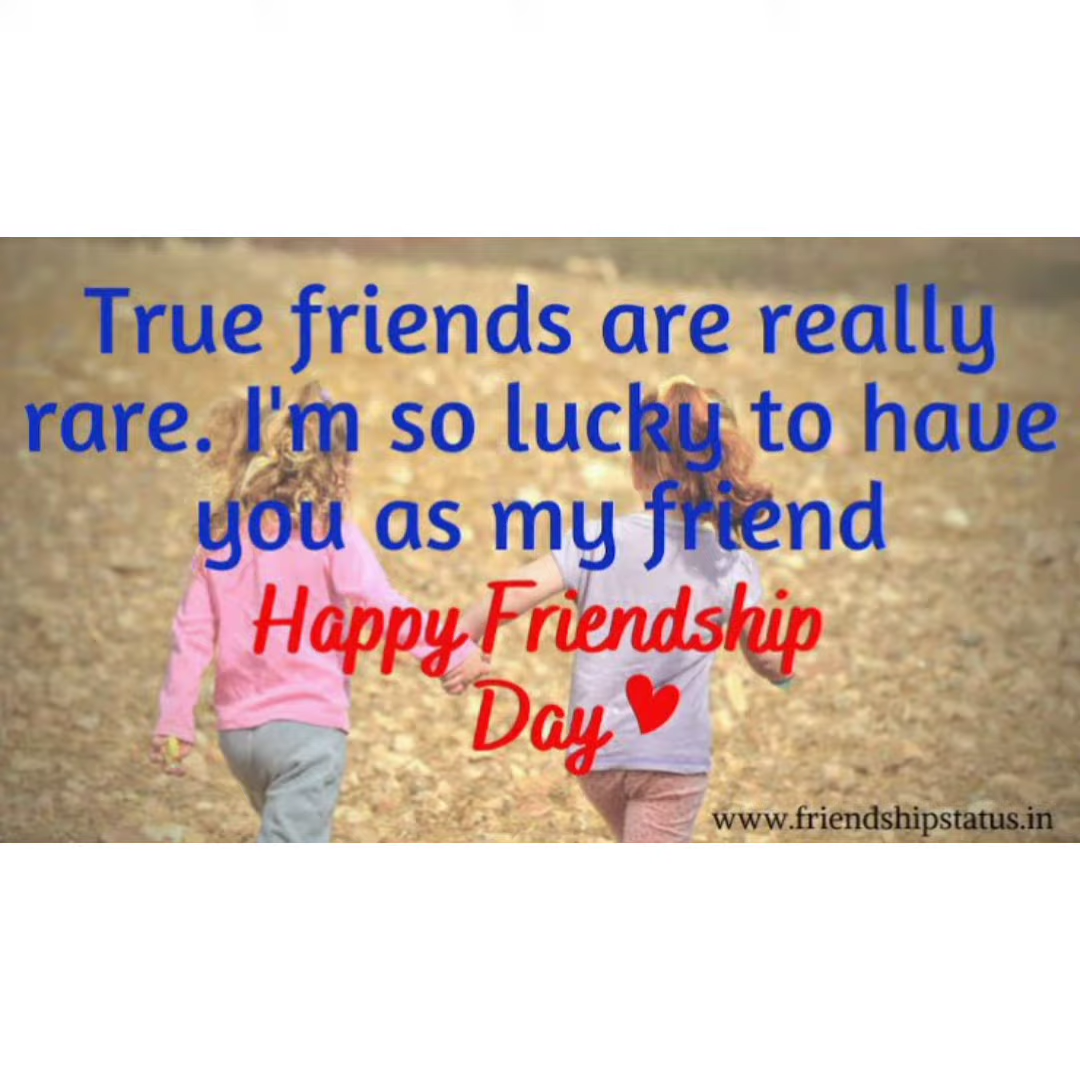 True friends are really
rare. I'm so lucky to have
you as my friend
Happy Friendship
Day ♥
www.friendshipstatus.in